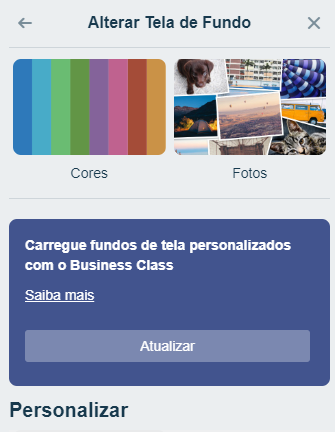 Alterar Tela de Fundo
Cores
Fotos
Carregue fundos de tela personalizados
com o Business Class
Saiba mais
Atualizar
Personalizar